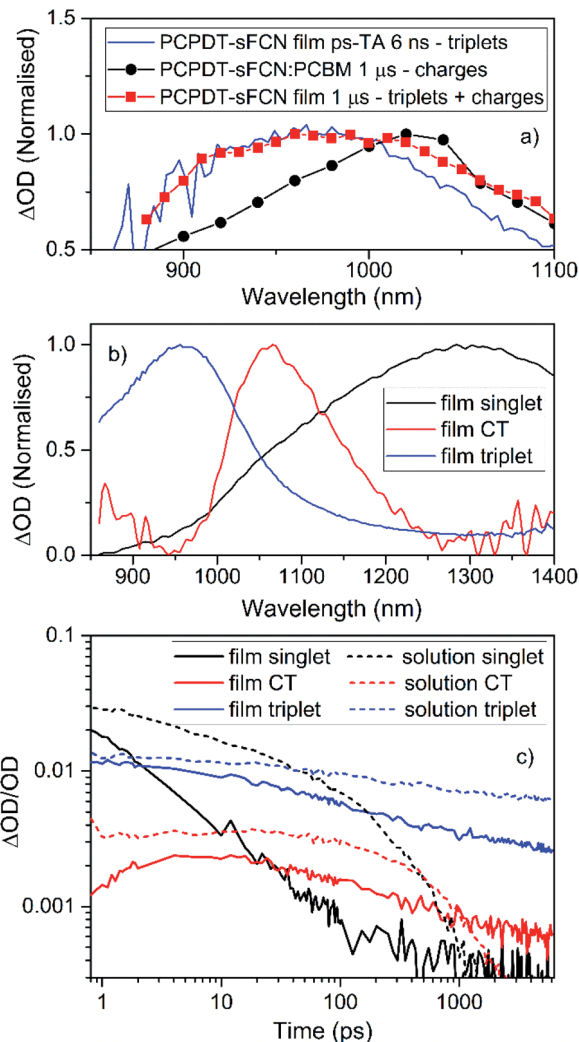 a)
PCPDT-sFCN film ps-TA 6 ns - triplets
PCPDT-sFCN:PCBM 1 μs - charges
PCPDT-sFCN film 1 μs - triplets + charges
ΔOD (Normalised)
1.5
1.0
0.5
900
1000
1100
Wavelength (nm)
b)
film singlet
film CT
film triplet
ΔOD (Normalised)
1.0
0.5
0.0
900
1000
1100
1200
1300
1400
Wavelength (nm)
c)
film singlet
solution singlet
film CT
solution CT
film triplet
solution triplet
ΔOD/OD
0.1
0.01
0.001
1
10
100
1000
Time (ps)